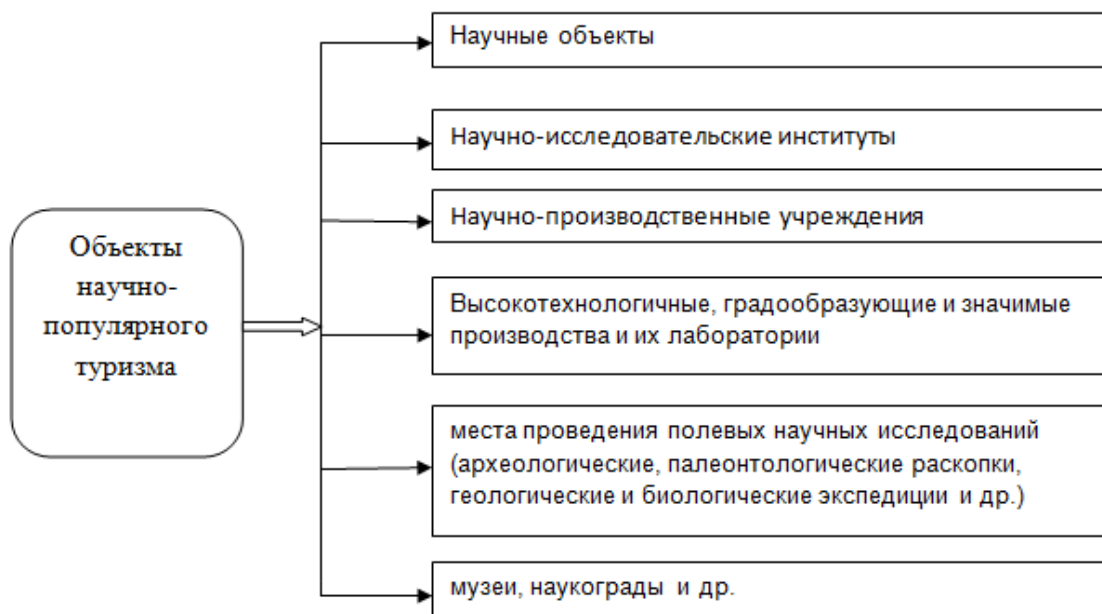 Объекты
научно-
популярного
туризма
Научные объекты
Научно-исследовательские институты
Научно-производственные учреждения
Высокотехнологичные, градообразующие и значимые
производства и их лаборатории
места проведения полевых научных исследований
(археологические, палеонтологические раскопки,
геологические и биологические экспедиции и др.)
музеи, наукограды и др.